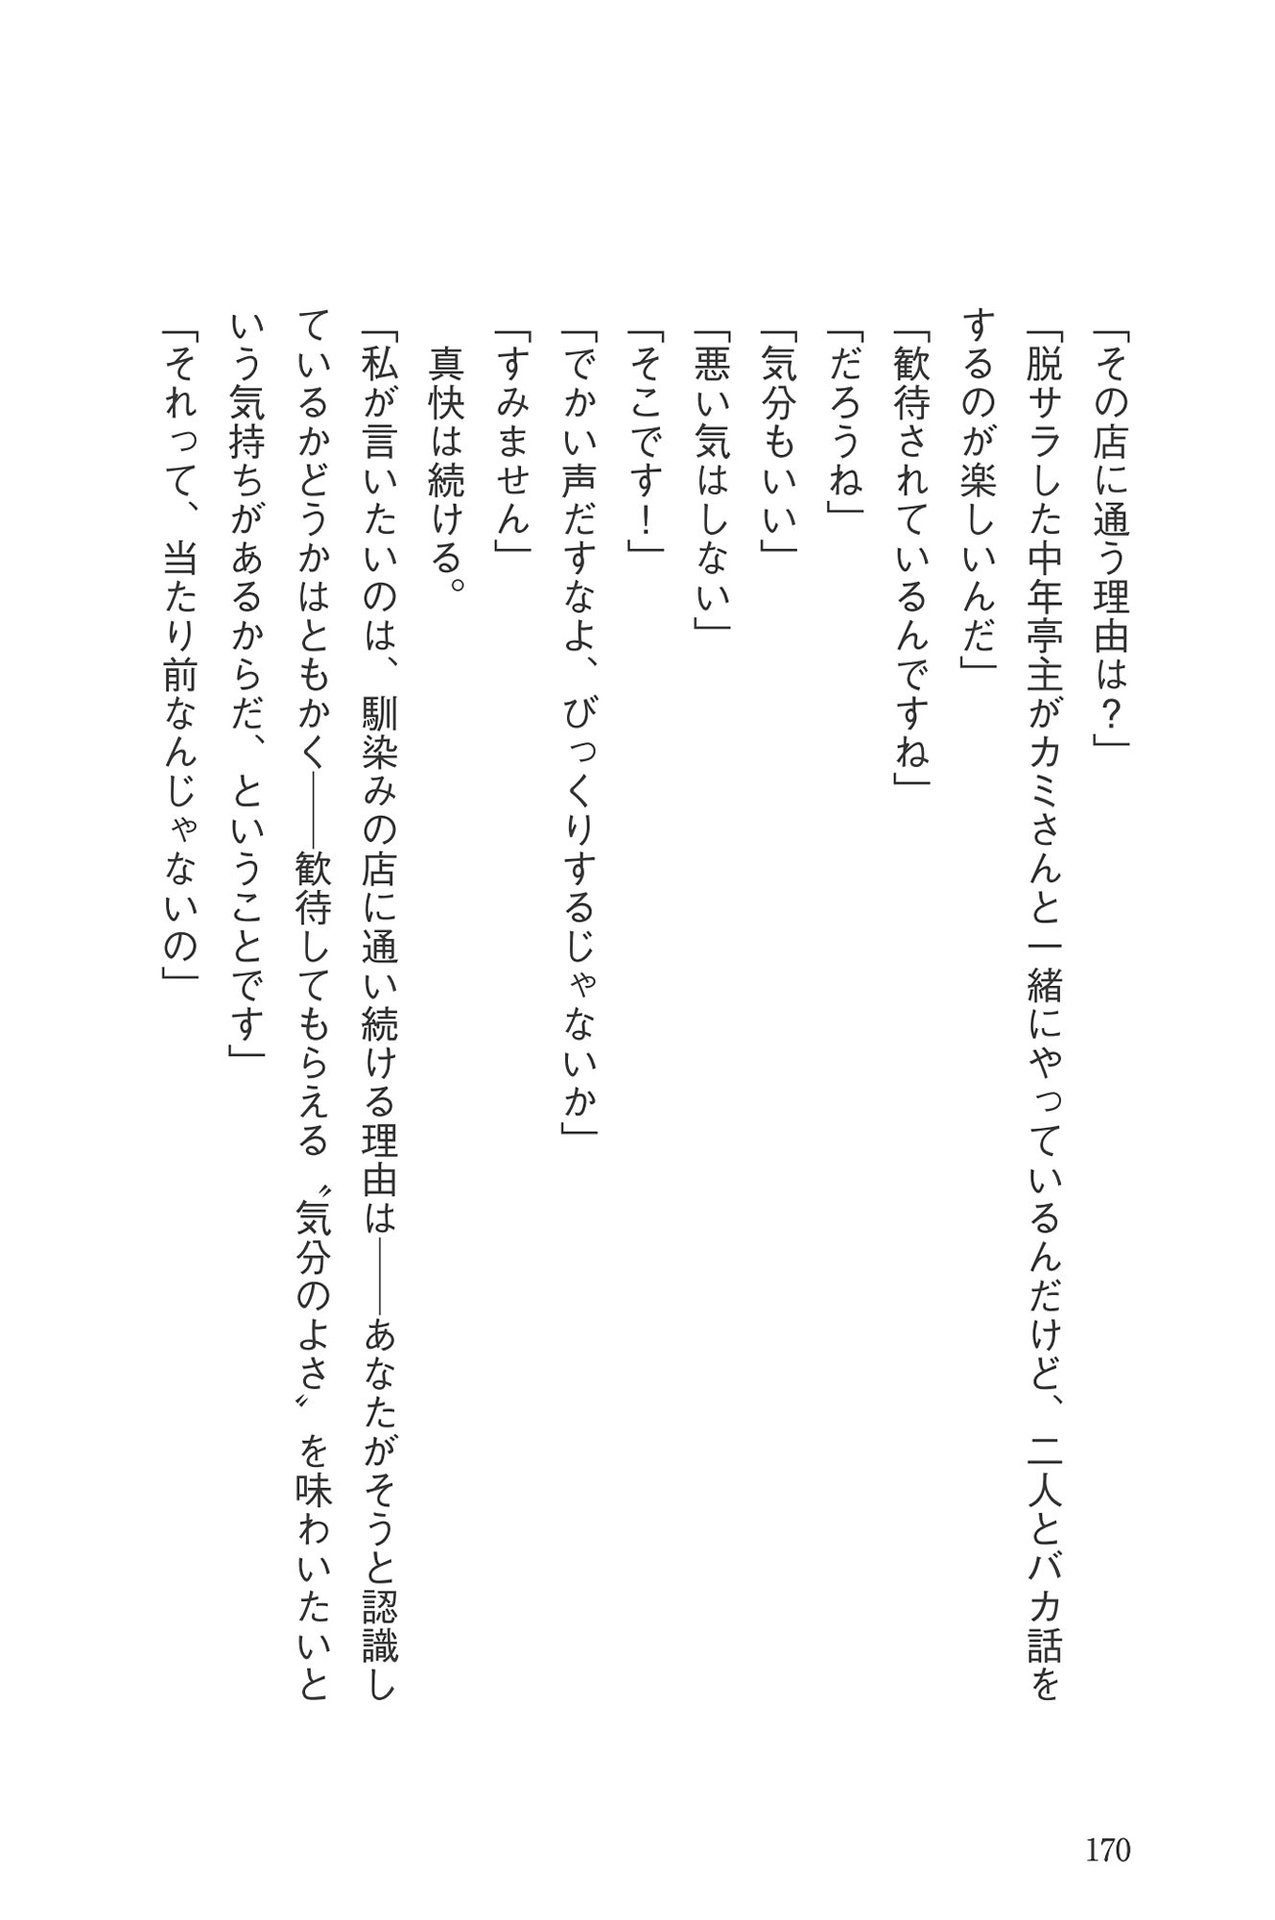 「その店に通う理由は？」
「脱サラした中年亭主がカミさんと一緒にやっているんだけど、二人とバカ話を
するのが楽しいんだ」
「歓待されているんですね」
「だろうね」
「気分もいい」
「悪い気はしない」
「そこです！」
「でかい声だすなよ、びっくりするじゃないか」
「すみません」
　真快は続ける。
「私が言いたいのは、馴染みの店に通い続ける理由は――あなたがそうと認識し
ているかどうかはともかく――歓待してもらえる〝気分のよさ〟を味わいたいと
いう気持ちがあるからだ、ということです」
「それって、当たり前なんじゃないの」
170